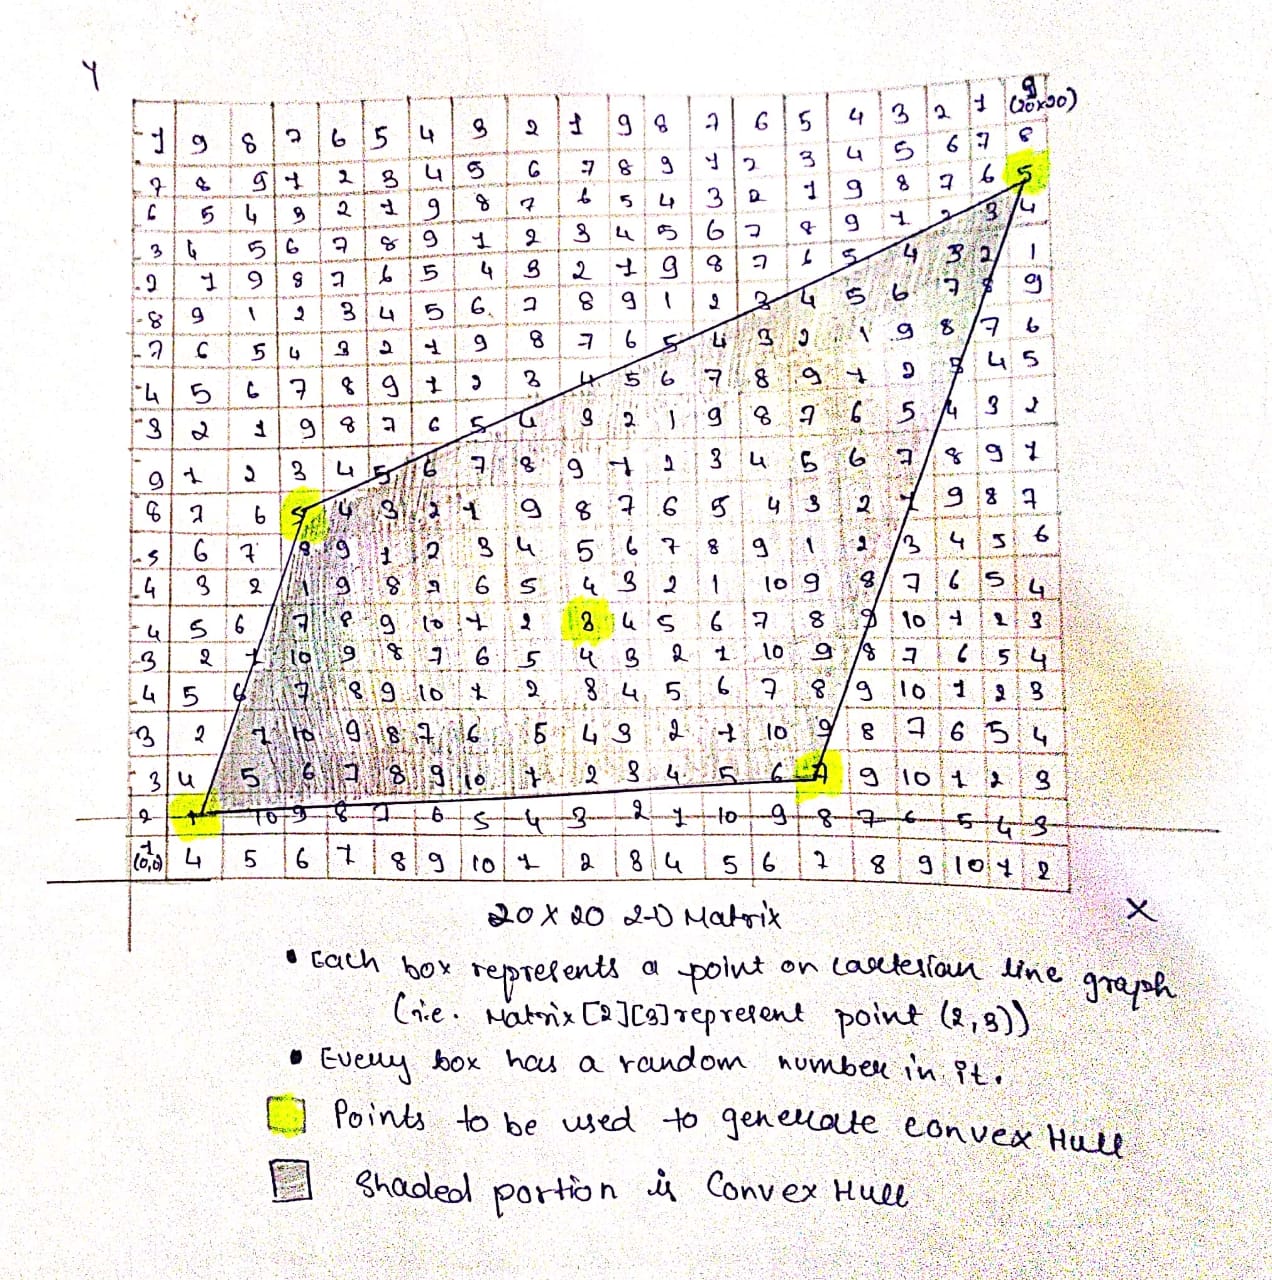 Y
1 9 8 7 6 5 4 3 2 1 9 8 7 6 5 4 3 2 1 9
(20x20)
7 8 9 1 2 3 4 5 6 7 8 9 1 2 3 4 5 6 7 8
6 5 4 3 2 1 9 8 7 6 5 4 3 2 1 9 8 7 6 5
3 4 5 6 7 8 9 1 2 3 4 5 6 7 8 9 1 2 3 4
2 1 9 8 7 6 5 4 3 2 1 9 8 7 6 5 4 3 2 1
8 9 1 2 3 4 5 6 7 8 9 1 2 3 4 5 6 7 8 9
7 6 5 4 3 2 1 9 8 7 6 5 4 3 2 1 9 8 7 6
4 5 6 7 8 9 1 2 3 4 5 6 7 8 9 1 2 3 4 5
3 2 1 9 8 7 6 5 4 3 2 1 9 8 7 6 5 4 3 2
9 1 2 3 4 5 6 7 8 9 1 2 3 4 5 6 7 8 9 1
8 7 6 5 4 3 2 1 9 8 7 6 5 4 3 2 1 9 8 7
5 6 7 8 9 1 2 3 4 5 6 7 8 9 1 2 3 4 5 6
4 3 2 1 9 8 7 6 5 4 3 2 1 10 9 8 7 6 5 4
4 5 6 7 8 9 10 1 2 3 4 5 6 7 8 9 10 1 2 3
3 2 1 10 9 8 7 6 5 4 3 2 1 10 9 8 7 6 5 4
4 5 6 7 8 9 10 1 2 3 4 5 6 7 8 9 10 1 2 3
3 2 1 10 9 8 7 6 5 4 3 2 1 10 9 8 7 6 5 4
3 4 5 6 7 8 9 10 1 2 3 4 5 6 7 9 10 1 2 3
2 1 10 9 8 7 6 5 4 3 2 1 10 9 8 7 6 5 4 3
1 4 5 6 7 8 9 10 1 2 3 4 5 6 7 8 9 10 1 2
(0,0)
X
20 X 20 2-D Matrix
• Each box represents a point on cartesian line graph
(i.e. Matrix [2][3] represent point (2,3))
• Every box has a random number in it.
Points to be used to generate convex Hull
Shaded portion is Convex Hull